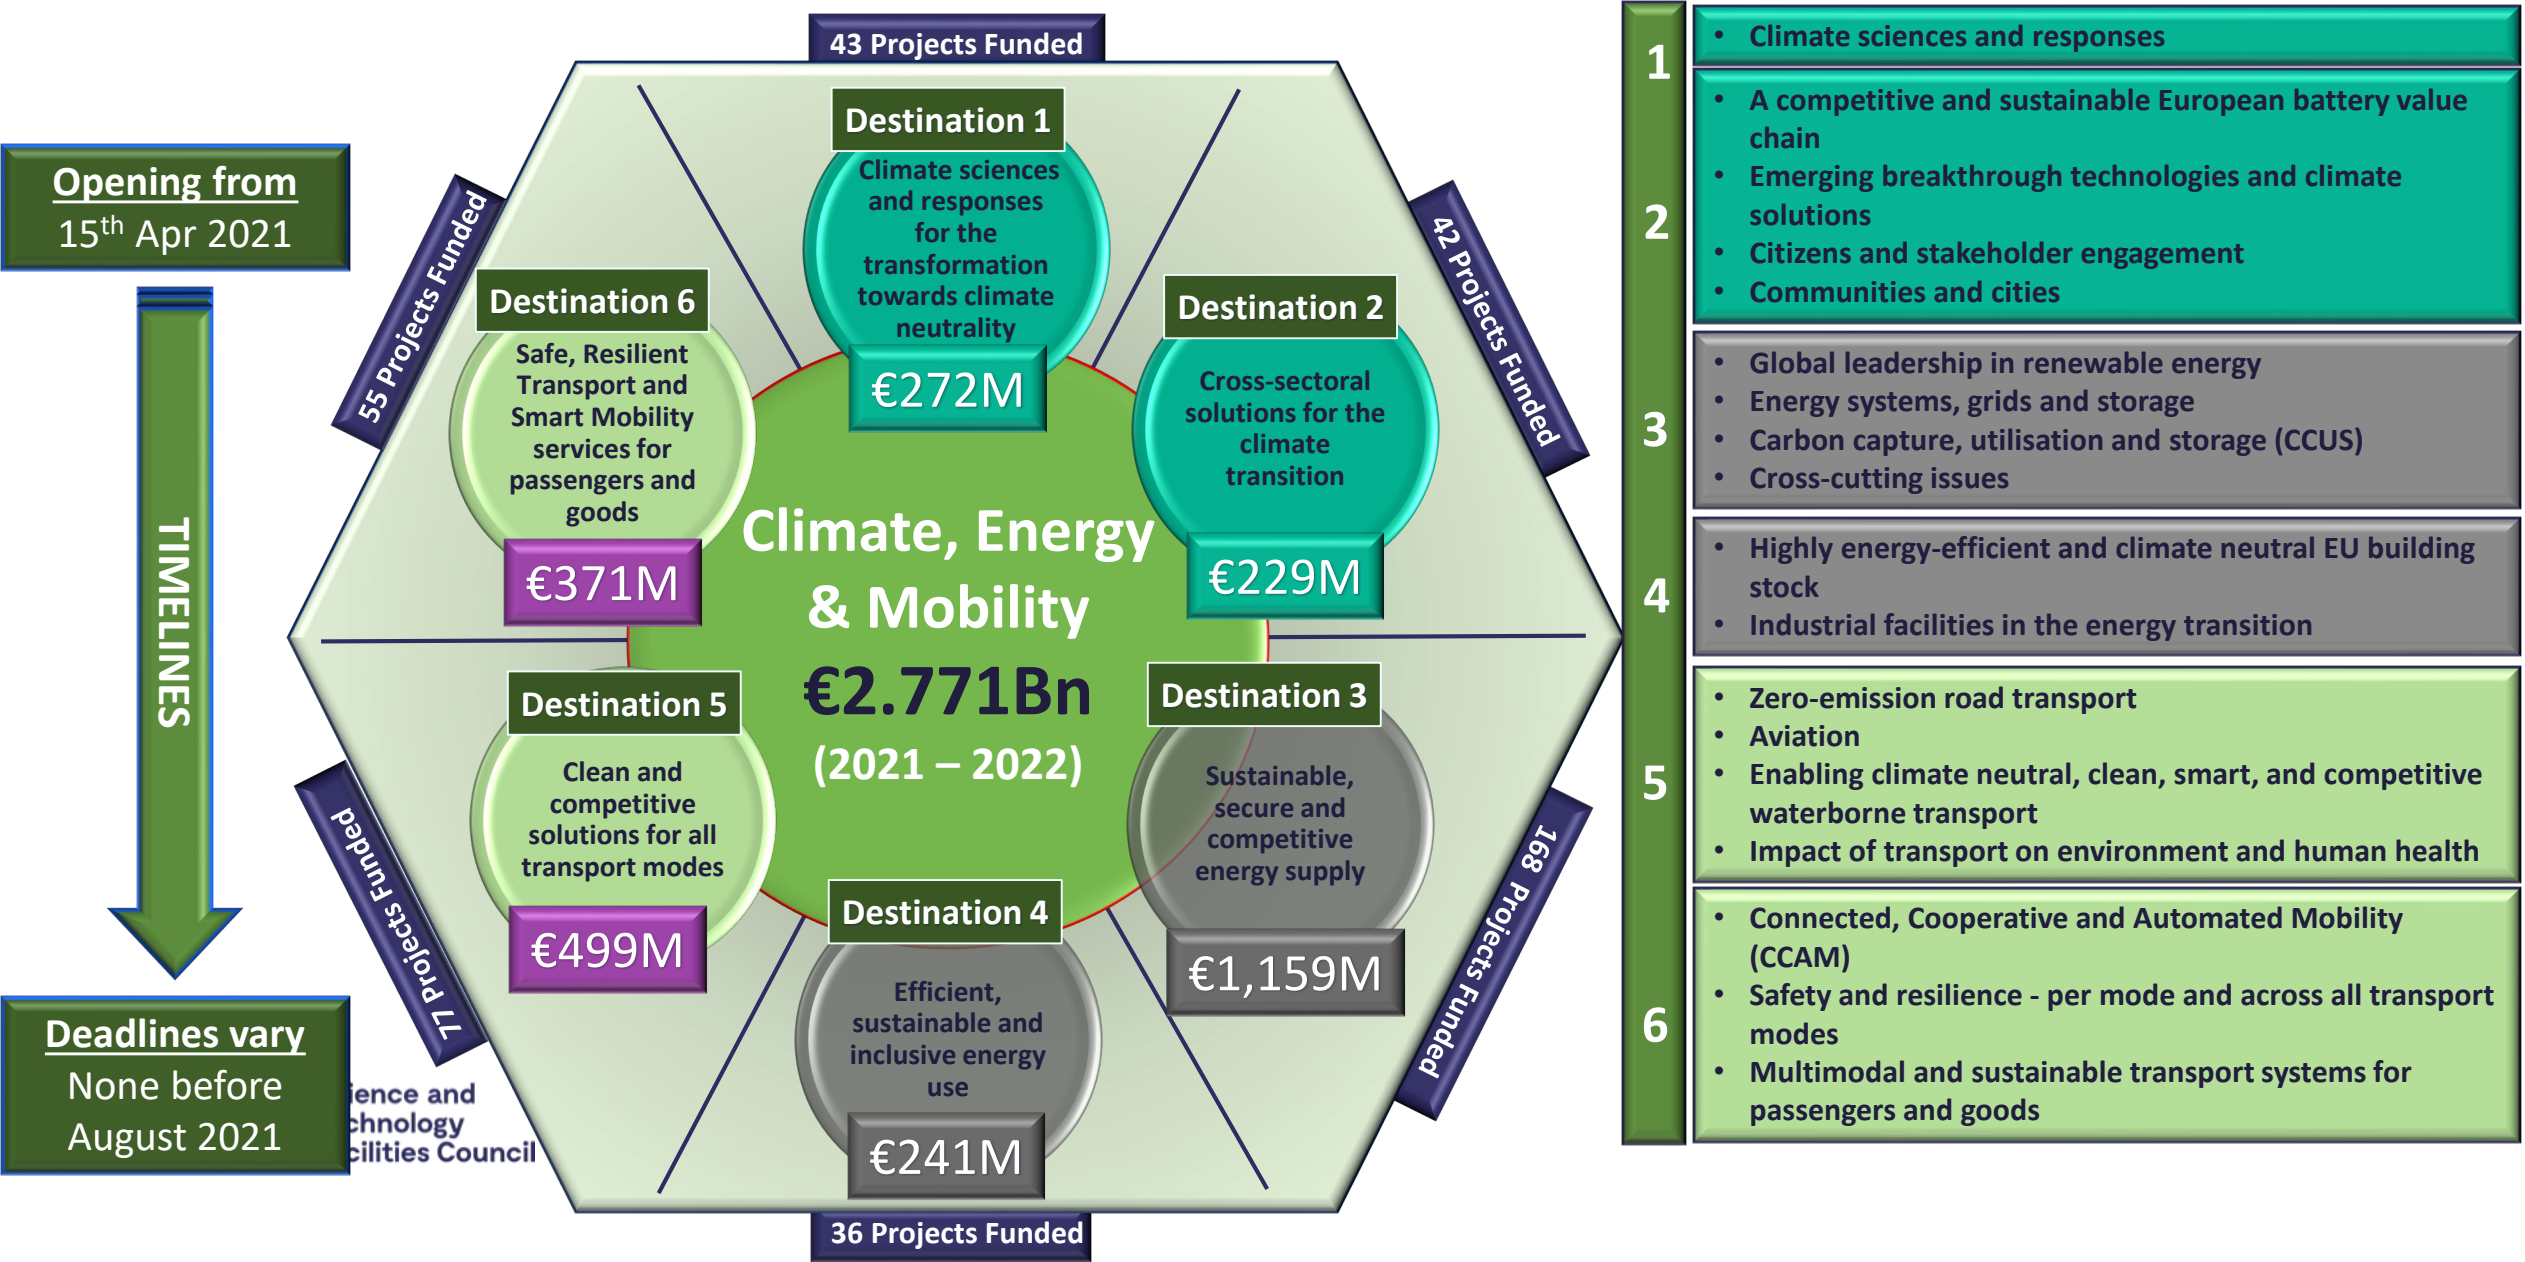 43 Projects Funded
Opening from
15th Apr 2021
TIMELINES
Deadlines vary
None before
August 2021
ience and
chnology
cilities Council
55 Projects Funded
42 Projects Funded
77 Projects Funded
168 Projects Funded
36 Projects Funded
Destination 1
Climate sciences
and responses
for the
transformation
towards climate
neutrality
€272M
Destination 2
Cross-sectoral
solutions for the
climate
transition
€229M
Destination 3
Sustainable,
secure and
competitive
energy supply
€1,159M
Destination 4
Efficient,
sustainable and
inclusive energy
use
€241M
Destination 5
Clean and
competitive
solutions for all
transport modes
€499M
Destination 6
Safe, Resilient
Transport and
Smart Mobility
services for
passengers and
goods
€371M
Climate, Energy
& Mobility
€2.771Bn
(2021 – 2022)
1
• Climate sciences and responses
2
• A competitive and sustainable European battery value
chain
• Emerging breakthrough technologies and climate
solutions
• Citizens and stakeholder engagement
• Communities and cities
3
• Global leadership in renewable energy
• Energy systems, grids and storage
• Carbon capture, utilisation and storage (CCUS)
• Cross-cutting issues
4
• Highly energy-efficient and climate neutral EU building
stock
• Industrial facilities in the energy transition
5
• Zero-emission road transport
• Aviation
• Enabling climate neutral, clean, smart, and competitive
waterborne transport
• Impact of transport on environment and human health
6
• Connected, Cooperative and Automated Mobility
(CCAM)
• Safety and resilience - per mode and across all transport
modes
• Multimodal and sustainable transport systems for
passengers and goods